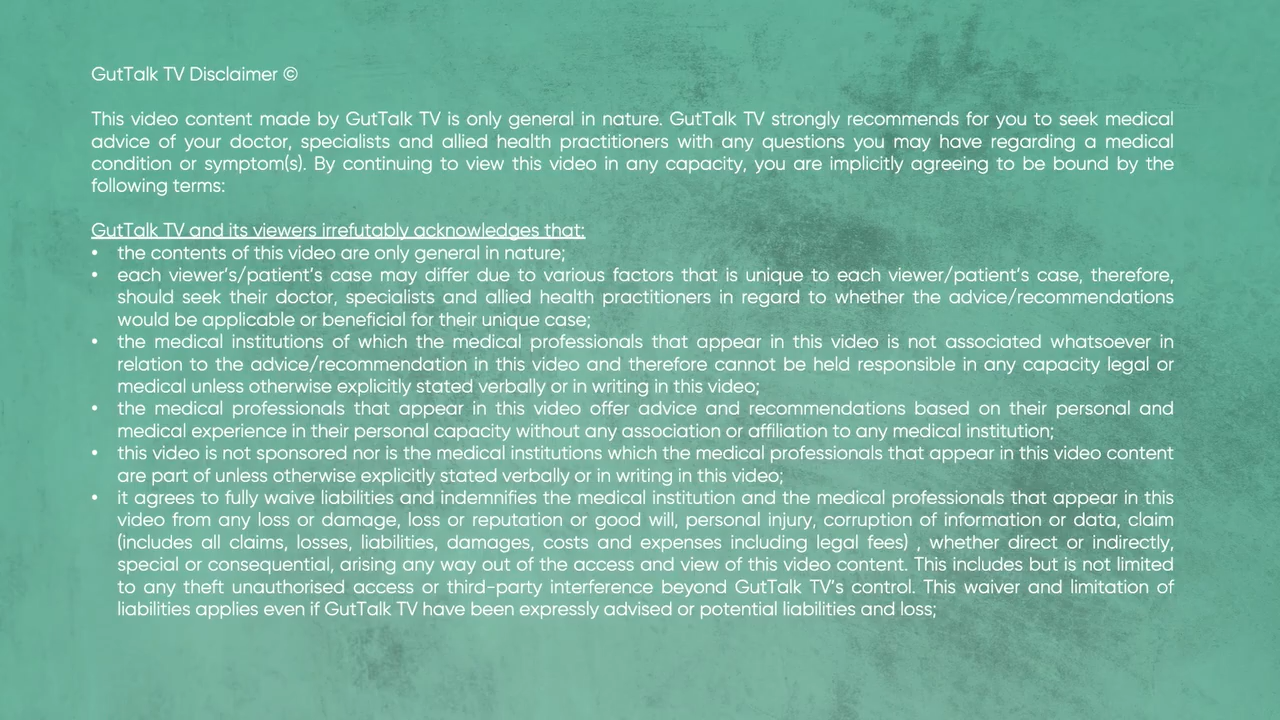 GutTalk TV Disclaimer ©
This video content made by GutTalk TV is only general in nature. GutTalk TV strongly recommends for you to seek medical
advice of your doctor, specialists and allied health practitioners with any questions you may have regarding a medical
condition or symptom(s). By continuing to view this video in any capacity, you are implicitly agreeing to be bound by the
following terms:
GutTalk TV and its viewers irrefutably acknowledges that:
• the contents of this video are only general in nature;
• each viewer's/patient's case may differ due to various factors that is unique to each viewer/patient's case, therefore,
should seek their doctor, specialists and allied health practitioners in regard to whether the advice/recommendations
would be applicable or beneficial for their unique case;
• the medical institutions of which the medical professionals that appear in this video is not associated whatsoever in
relation to the advice/recommendation in this video and therefore cannot be held responsible in any capacity legal or
medical unless otherwise explicitly stated verbally or in writing in this video;
• the medical professionals that appear in this video offer advice and recommendations based on their personal and
medical experience in their personal capacity without any association or affiliation to any medical institution;
• this video is not sponsored nor is the medical institutions which the medical professionals that appear in this video content
are part of unless otherwise explicitly stated verbally or in writing in this video;
• it agrees to fully waive liabilities and indemnifies the medical institution and the medical professionals that appear in this
video from any loss or damage, loss or reputation or good will, personal injury, corruption of information or data, claim
(includes all claims, losses, liabilities, damages, costs and expenses including legal fees) , whether direct or indirectly,
special or consequential, arising any way out of the access and view of this video content. This includes but is not limited
to any theft unauthorised access or third-party interference beyond GutTalk TV's control. This waiver and limitation of
liabilities applies even if GutTalk TV have been expressly advised or potential liabilities and loss;